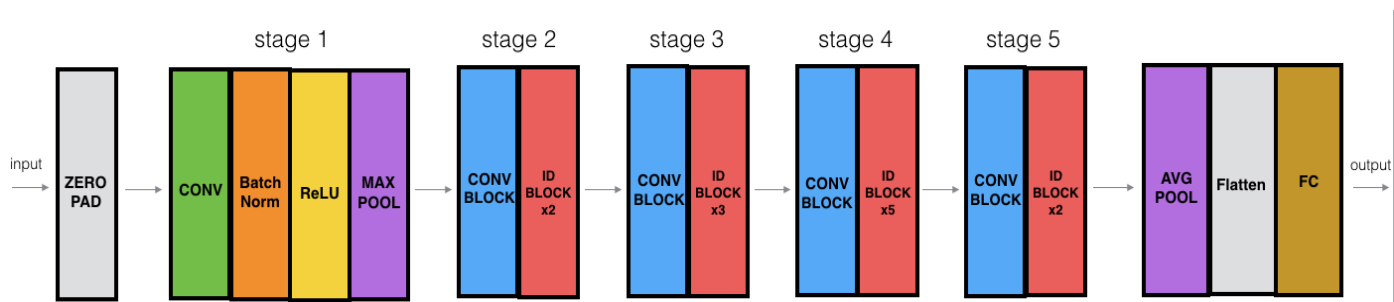 stage 1
stage 2
stage 3
stage 4
stage 5
input
ZERO
PAD
CONV
Batch
Norm
ReLU
MAX
POOL
CONV
BLOCK
ID
BLOCK
x2
CONV
BLOCK
ID
BLOCK
x3
CONV
BLOCK
ID
BLOCK
x5
CONV
BLOCK
ID
BLOCK
x2
AVG
POOL
Flatten
FC
output